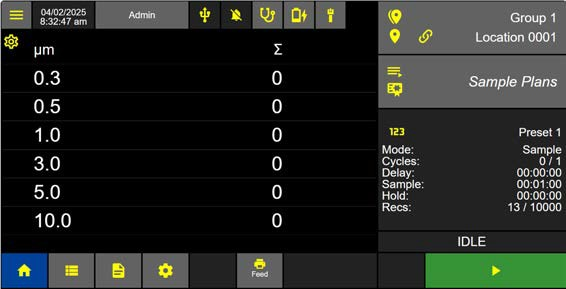 04/02/2025
8:32:47 am
Admin
Group 1
Location 0001
µm Σ
0.3 0
0.5 0
1.0 0
3.0 0
5.0 0
10.0 0
Sample Plans
123 Preset 1
Mode: Sample
Cycles: 0 / 1
Delay: 00:00:00
Sample: 00:01:00
Hold: 00:00:00
Recs: 13 / 10000
IDLE
Feed